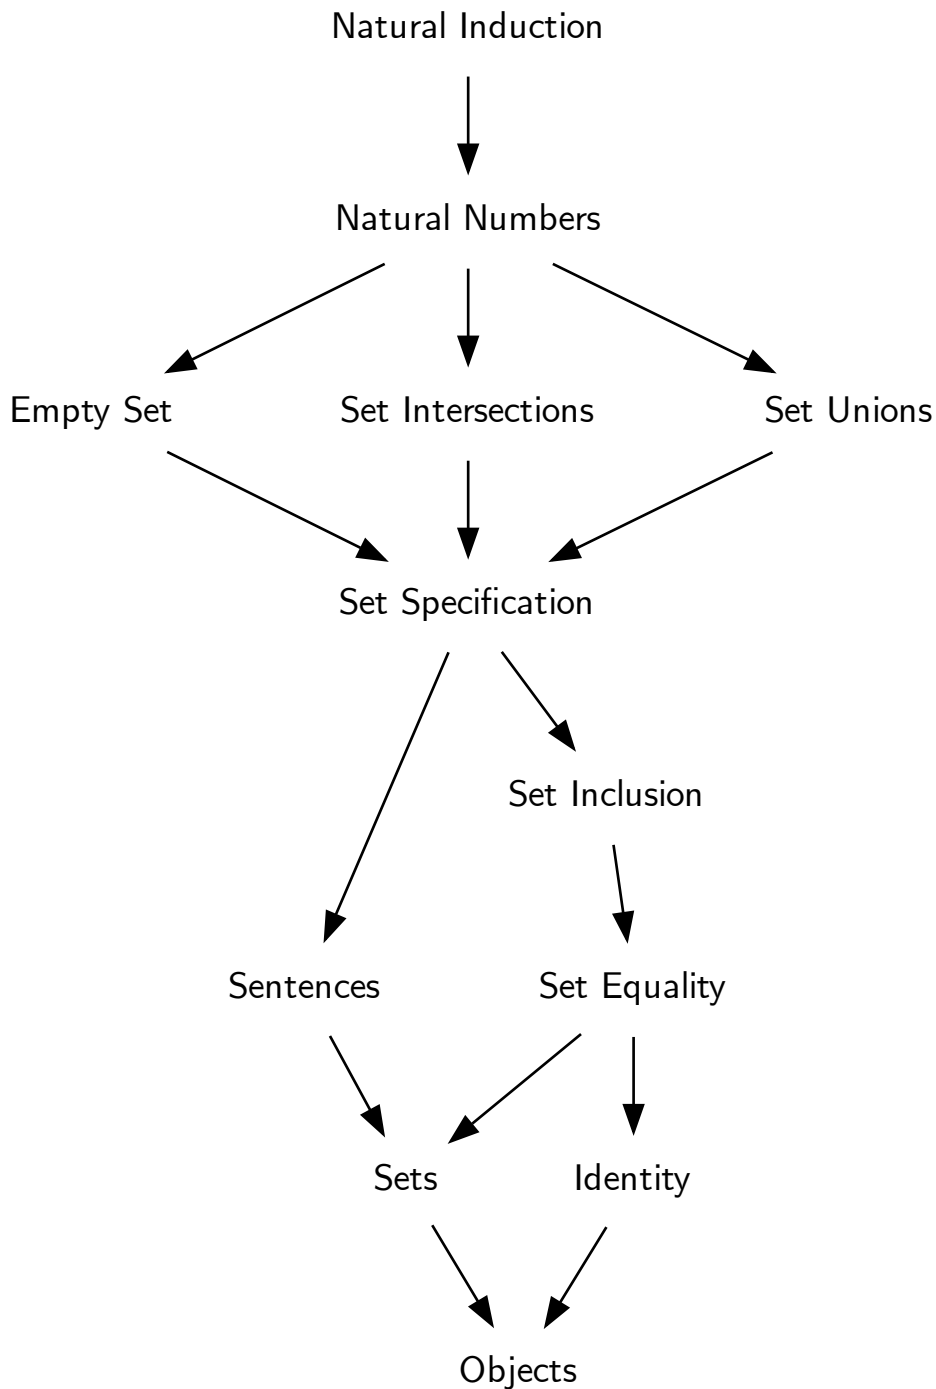 Natural Induction
Natural Numbers
Empty Set
Set Intersections
Set Unions
Set Specification
Set Inclusion
Sentences
Set Equality
Sets
Identity
Objects